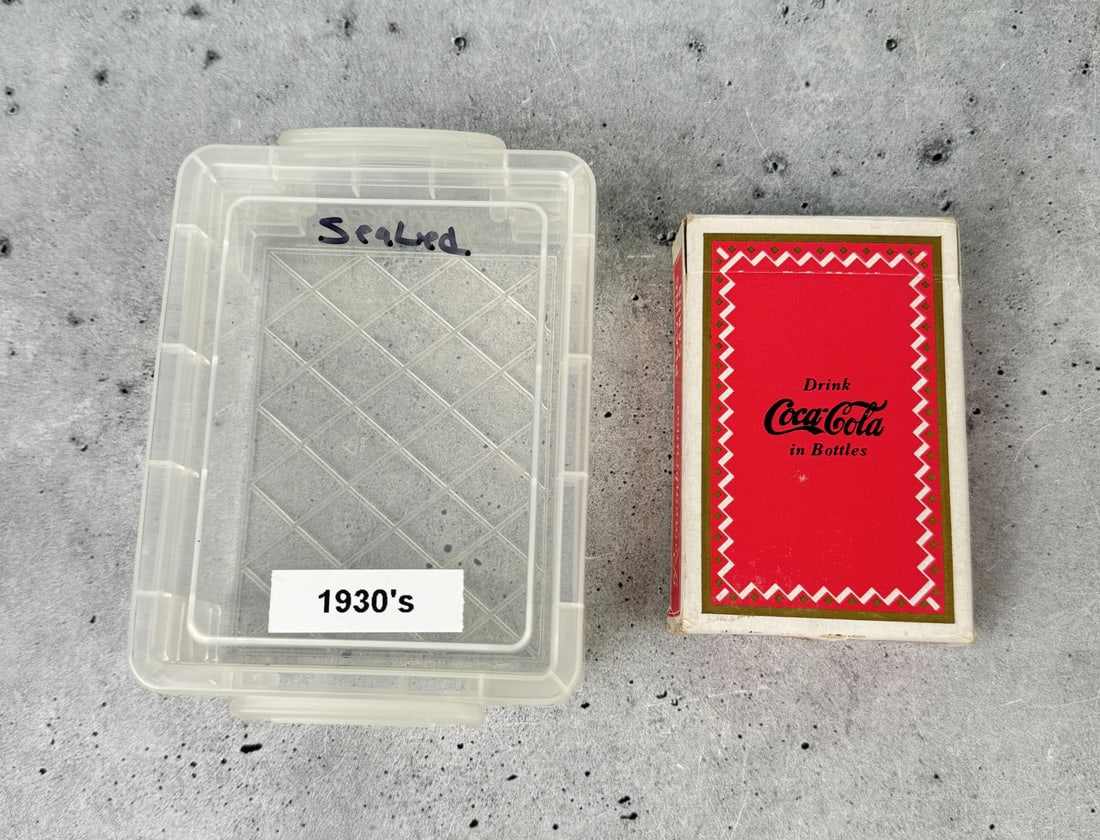 Sealed
1930's
Drink
Coca-Cola
in Bottles